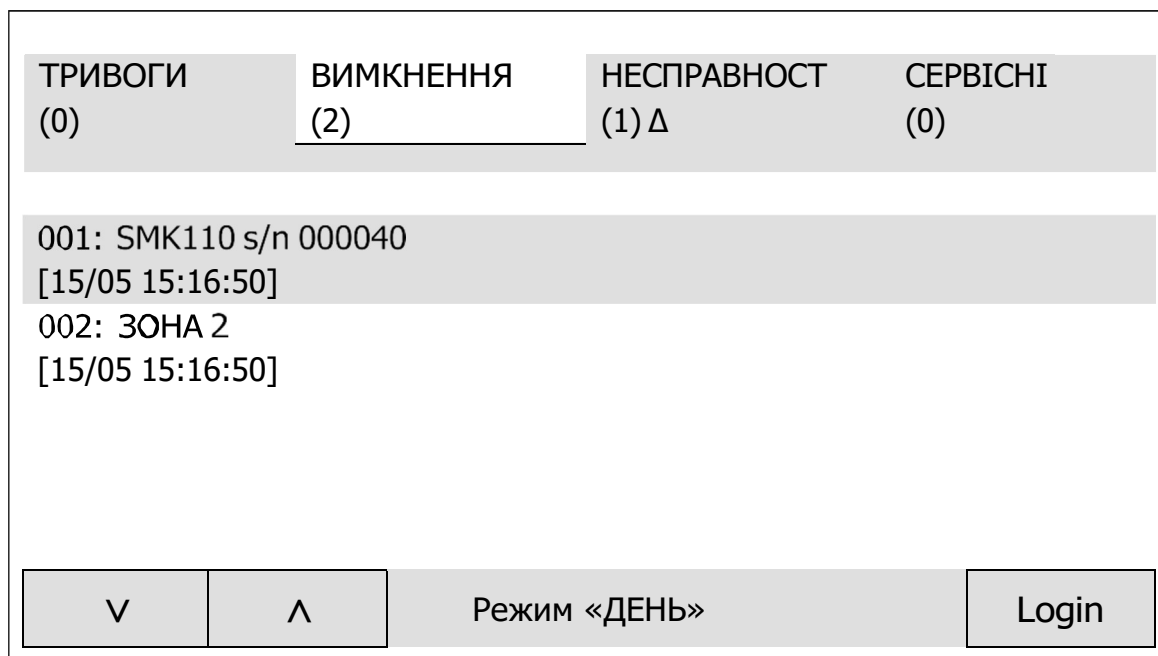 ТРИВОГИ ВИМКНЕННЯ НЕСПРАВНОСТ СЕРВІСНІ
(0) (2) (1) Δ (0)
001: SMK110 s/n 000040
[15/05 15:16:50]
002: ЗОНА 2
[15/05 15:16:50]
V Λ Режим «ДЕНЬ» Login